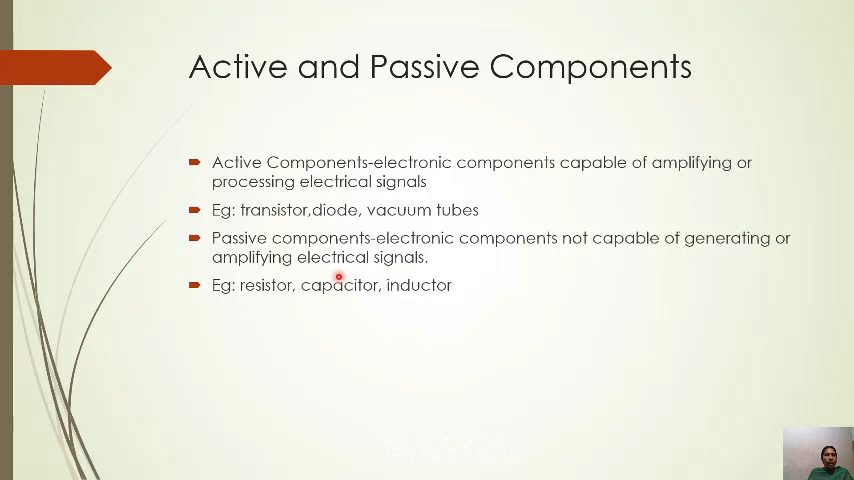 Active and Passive Components
Active Components-electronic components capable of amplifying or
processing electrical signals
Eg: transistor,diode, vacuum tubes
Passive components-electronic components not capable of generating or
amplifying electrical signals.
Eg: resistor, capacitor, inductor